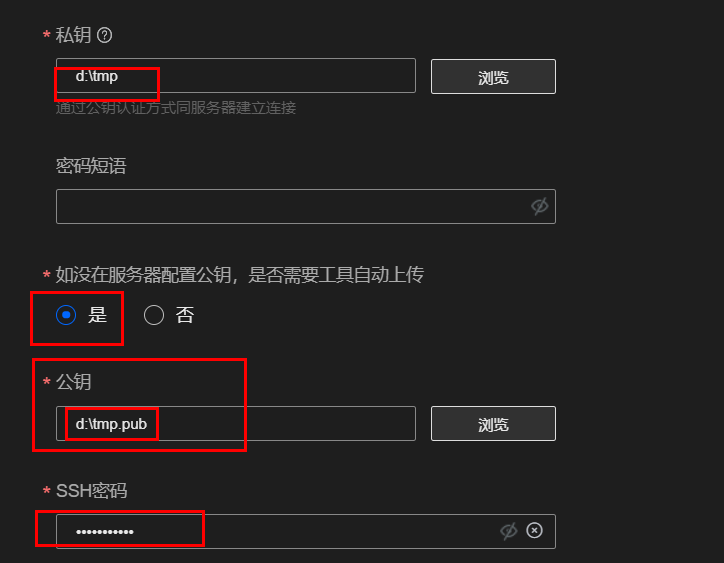 * 私钥
d:\tmp
浏览
通过公钥认证方式同服务器建立连接
密码短语
* 如没在服务器配置公钥，是否需要工具自动上传
是 否
* 公钥
d:\tmp.pub
浏览
* SSH密码
•••••••••••